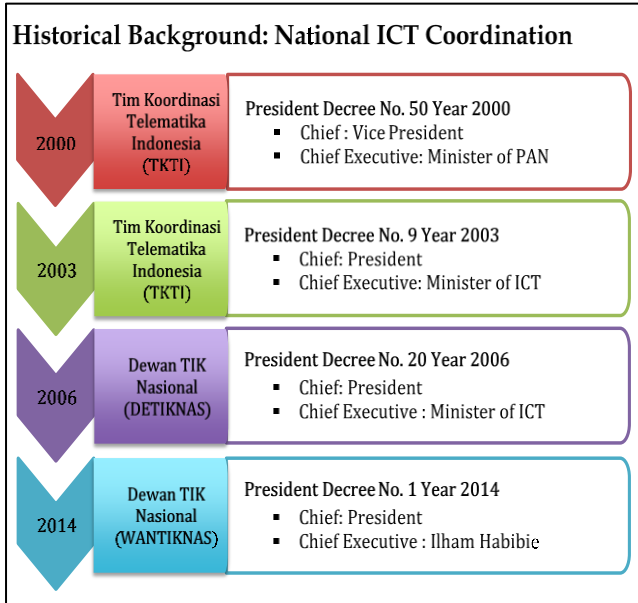 Historical Background: National ICT Coordination
2000
Tim Koordinasi
Telematika
Indonesia
(TKTI)
President Decree No. 50 Year 2000
▪ Chief : Vice President
▪ Chief Executive: Minister of PAN
2003
Tim Koordinasi
Telematika
Indonesia
(TKTI)
President Decree No. 9 Year 2003
▪ Chief: President
▪ Chief Executive: Minister of ICT
2006
Dewan TIK
Nasional
(DETIKNAS)
President Decree No. 20 Year 2006
▪ Chief: President
▪ Chief Executive : Minister of ICT
2014
Dewan TIK
Nasional
(WANTIKNAS)
President Decree No. 1 Year 2014
▪ Chief: President
▪ Chief Executive : Ilham Habibie